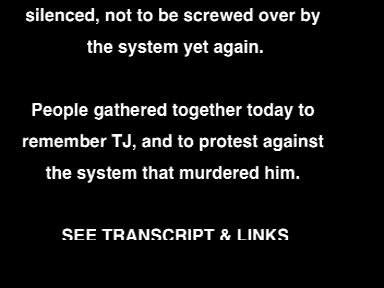 silenced, not to be screwed over by
the system yet again.
People gathered together today to
remember TJ, and to protest against
the system that murdered him.
SEE TRANSCRIPT & LINKS